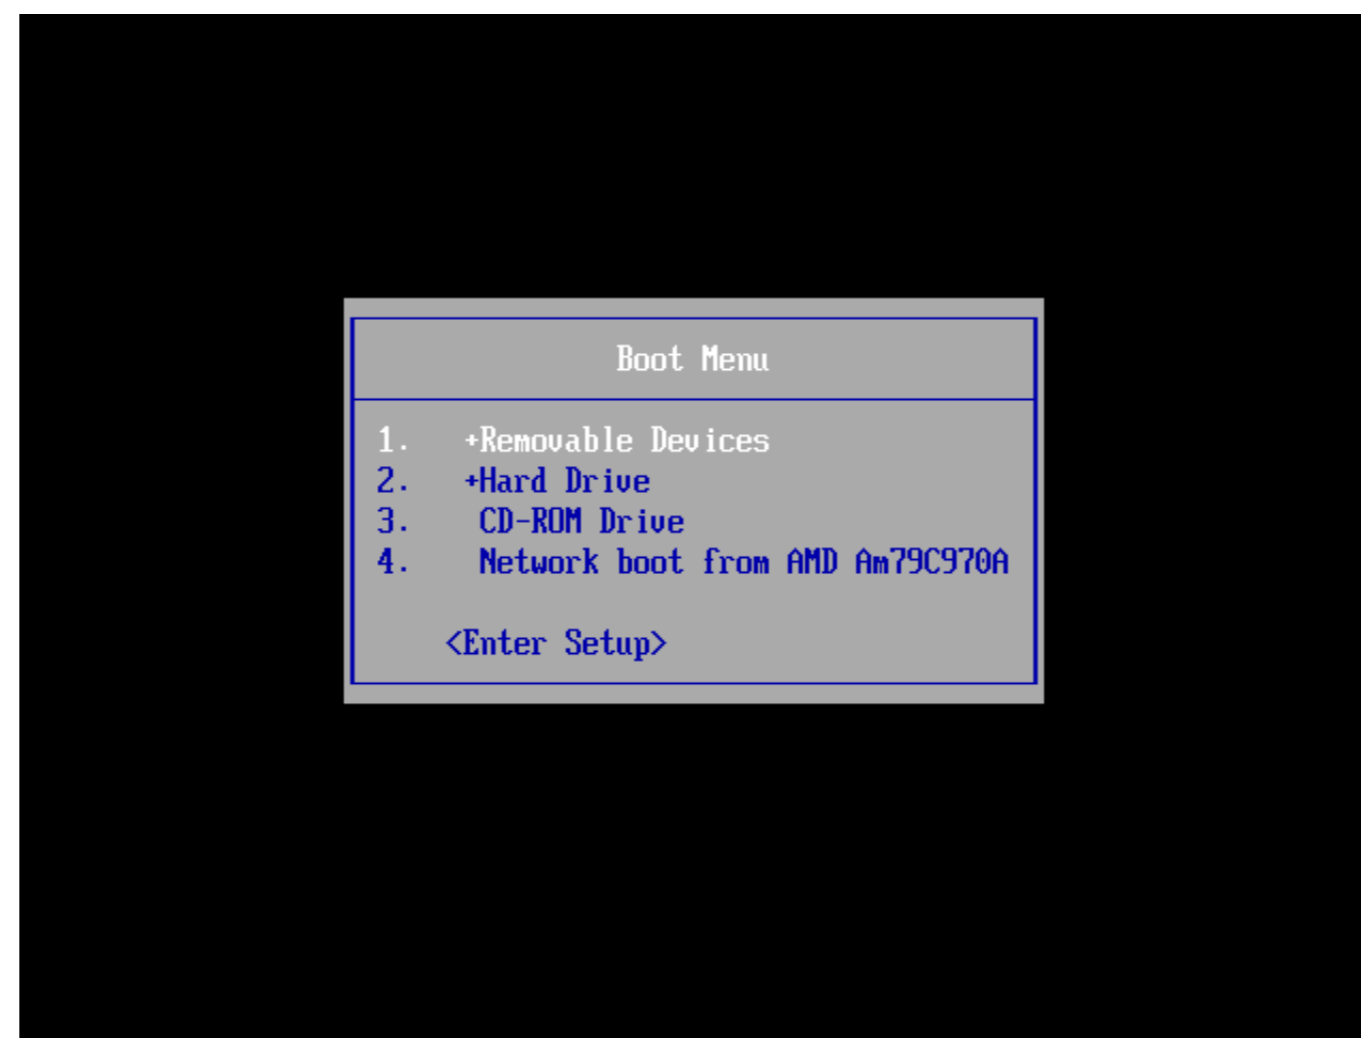 Boot Menu
1. +Removable Devices
2. +Hard Drive
3. CD-ROM Drive
4. Network boot from AMD Am79C970A
<Enter Setup>